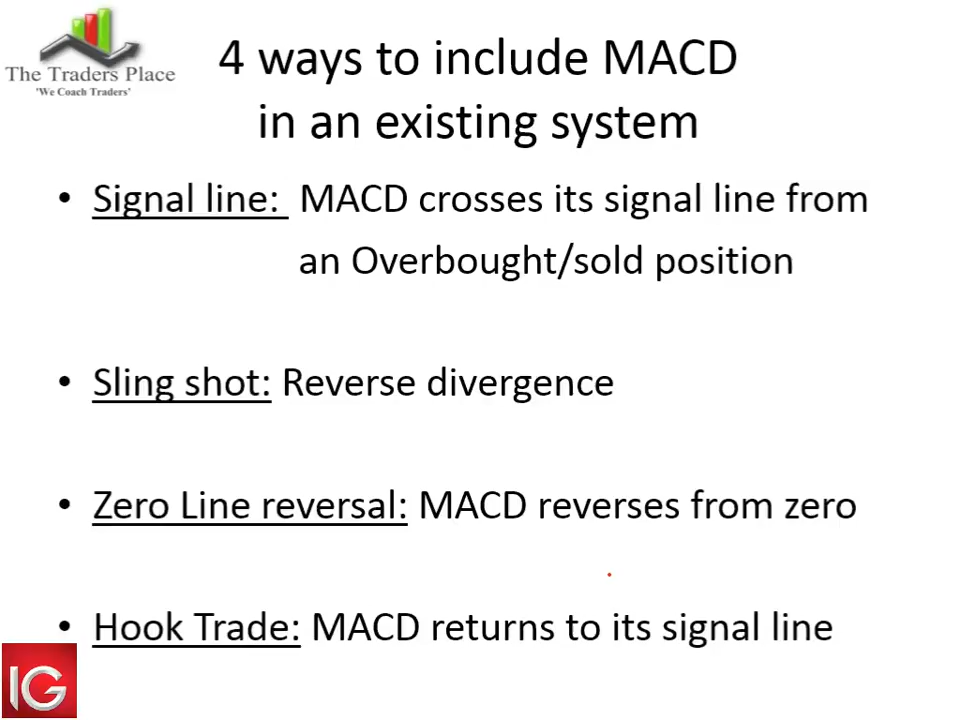 The Traders Place
'We Coach Traders'
4 ways to include MACD
in an existing system
• Signal line: MACD crosses its signal line from
an Overbought/sold position
• Sling shot: Reverse divergence
• Zero Line reversal: MACD reverses from zero
• Hook Trade: MACD returns to its signal line
IG